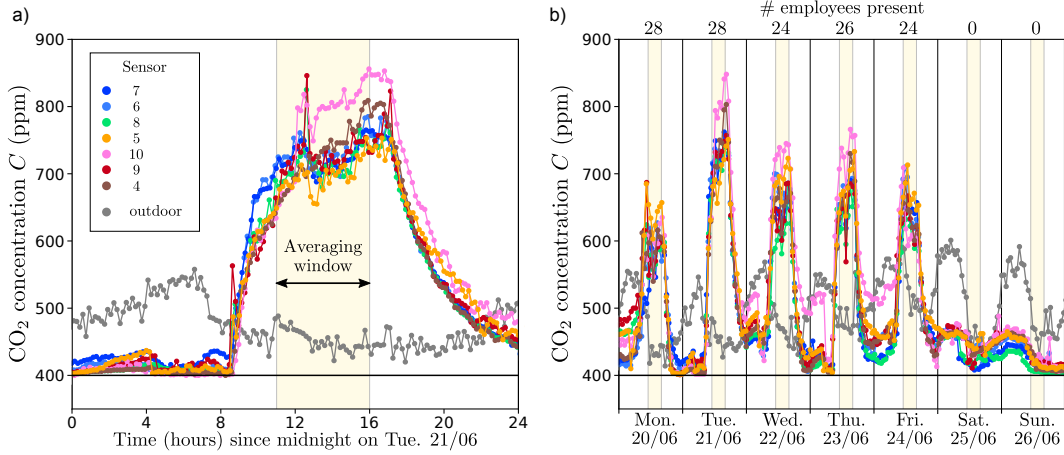 a)
900
800
700
600
500
400
CO2 concentration C (ppm)
Sensor
7
6
8
5
10
9
4
outdoor
Averaging
window
0
4
8
12
16
20
24
Time (hours) since midnight on Tue. 21/06
b)
# employees present
28
28
24
26
24
0
0
900
800
700
600
500
400
CO2 concentration C (ppm)
Mon.
20/06
Tue.
21/06
Wed.
22/06
Thu.
23/06
Fri.
24/06
Sat.
25/06
Sun.
26/06